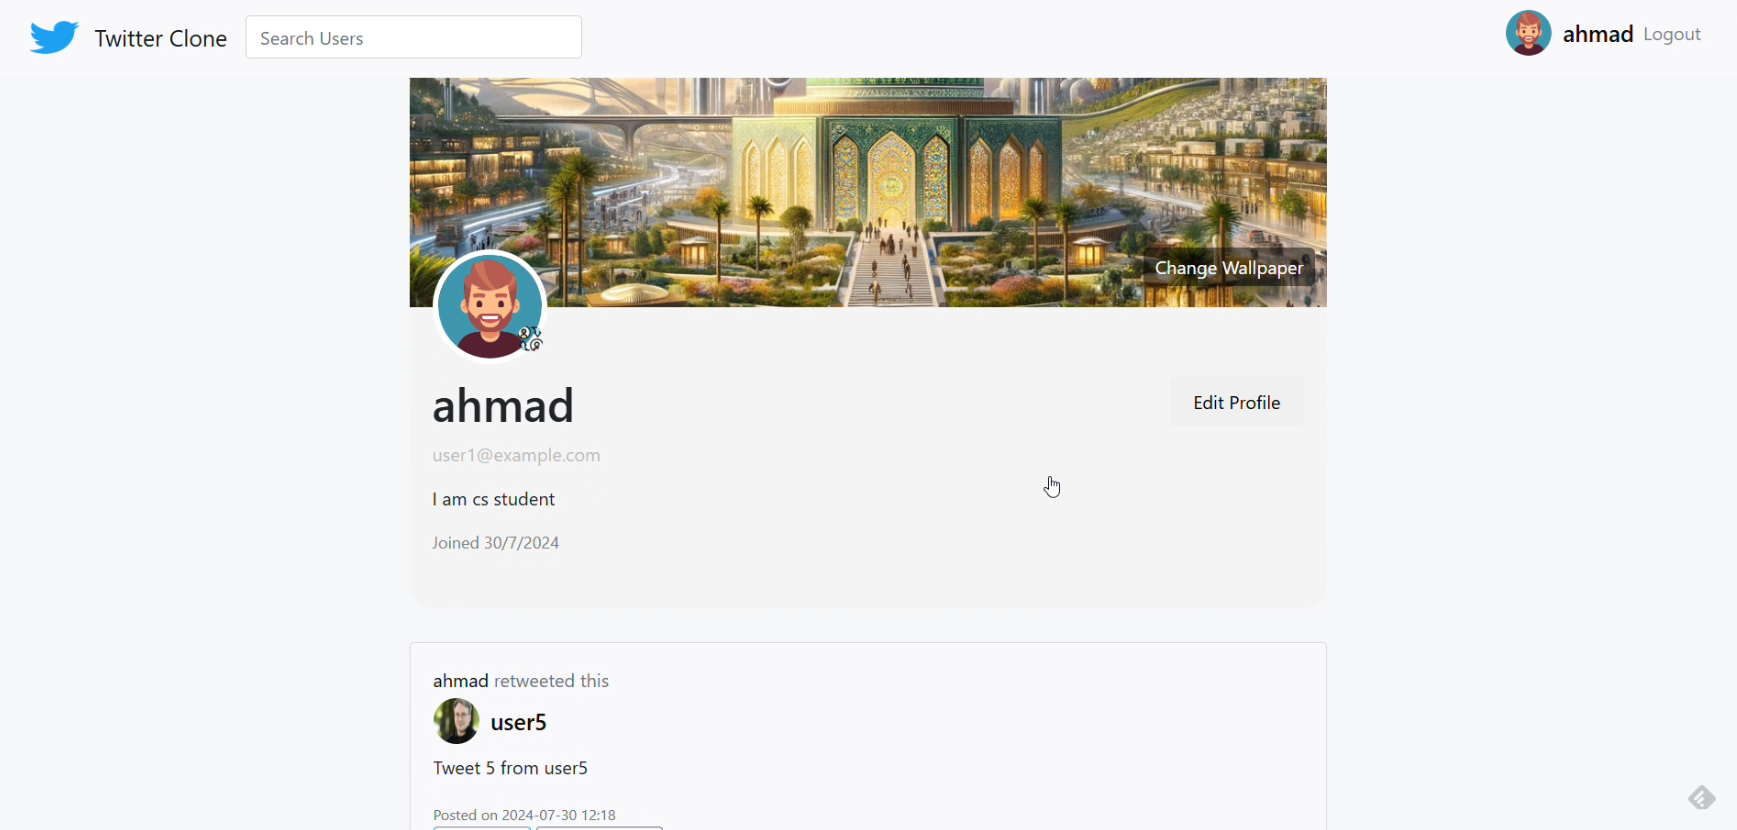 Twitter Clone
Search Users
ahmad Logout
Change Wallpaper
ahmad
Edit Profile
user1@example.com
I am cs student
Joined 30/7/2024
ahmad retweeted this
user5
Tweet 5 from user5
Posted on 2024-07-30 12:18